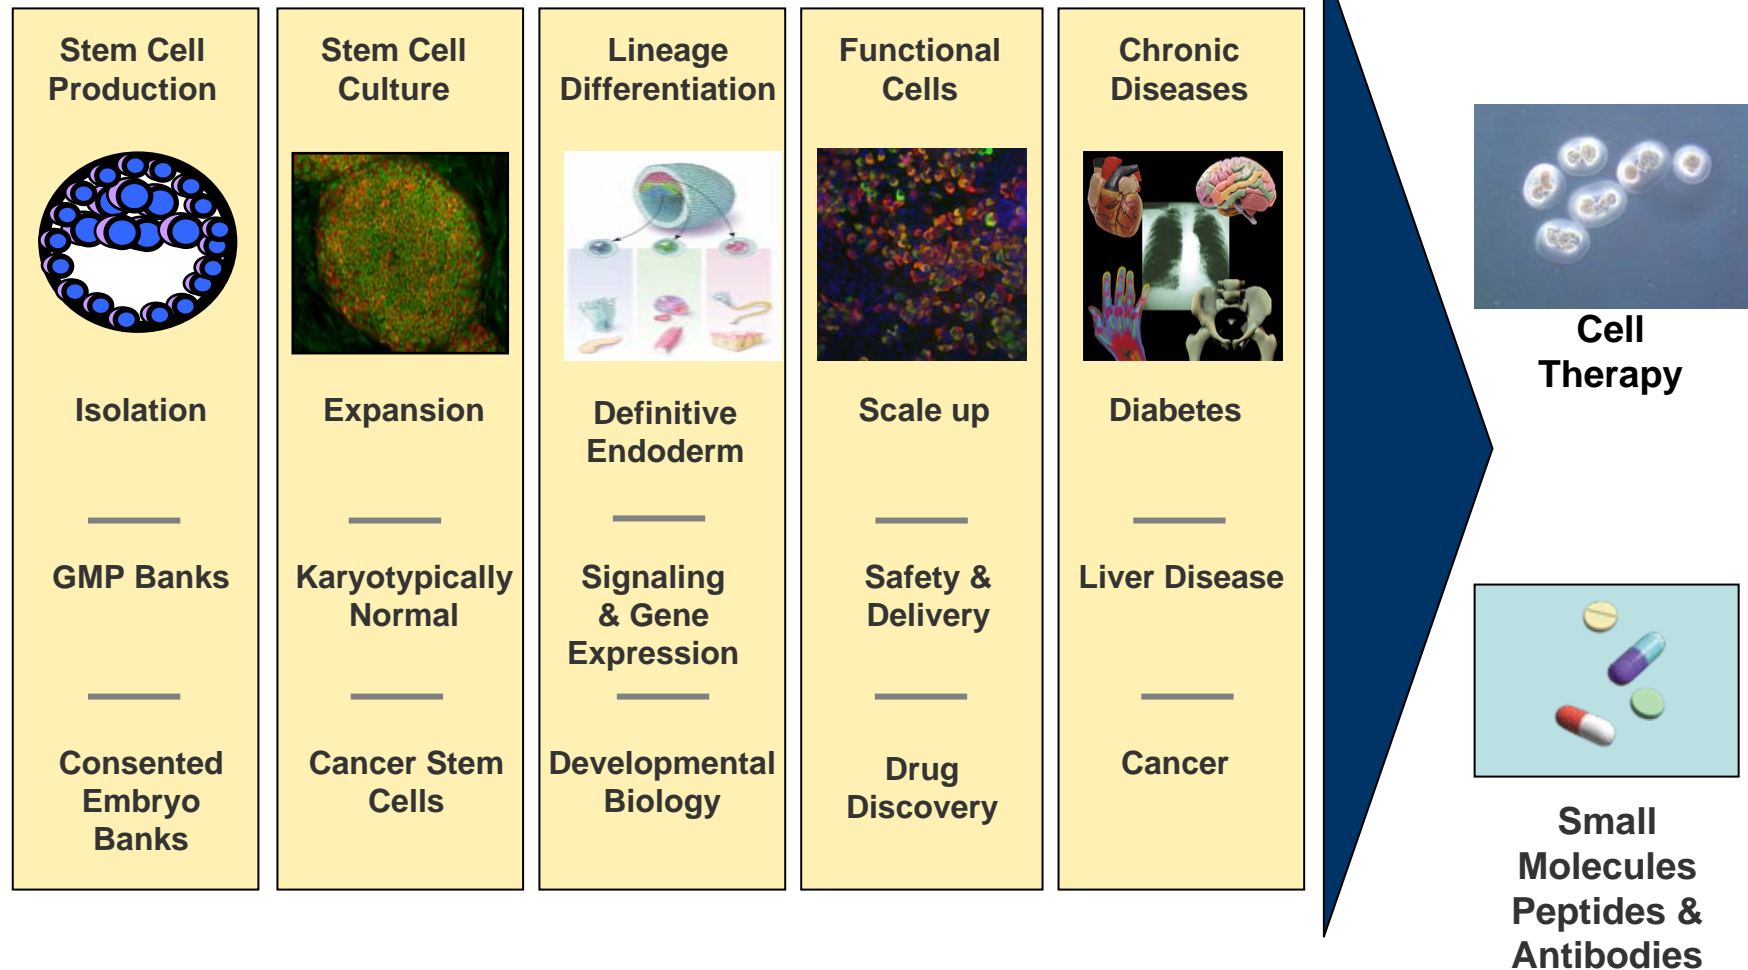 Stem Cell
Production
Isolation
GMP Banks
Consented
Embryo
Banks
Stem Cell
Culture
Expansion
Karyotypically
Normal
Cancer Stem
Cells
Lineage
Differentiation
Definitive
Endoderm
Signaling
& Gene
Expression
Developmental
Biology
Functional
Cells
Scale up
Safety &
Delivery
Drug
Discovery
Chronic
Diseases
Diabetes
Liver Disease
Cancer
Cell
Therapy
Small
Molecules
Peptides &
Antibodies